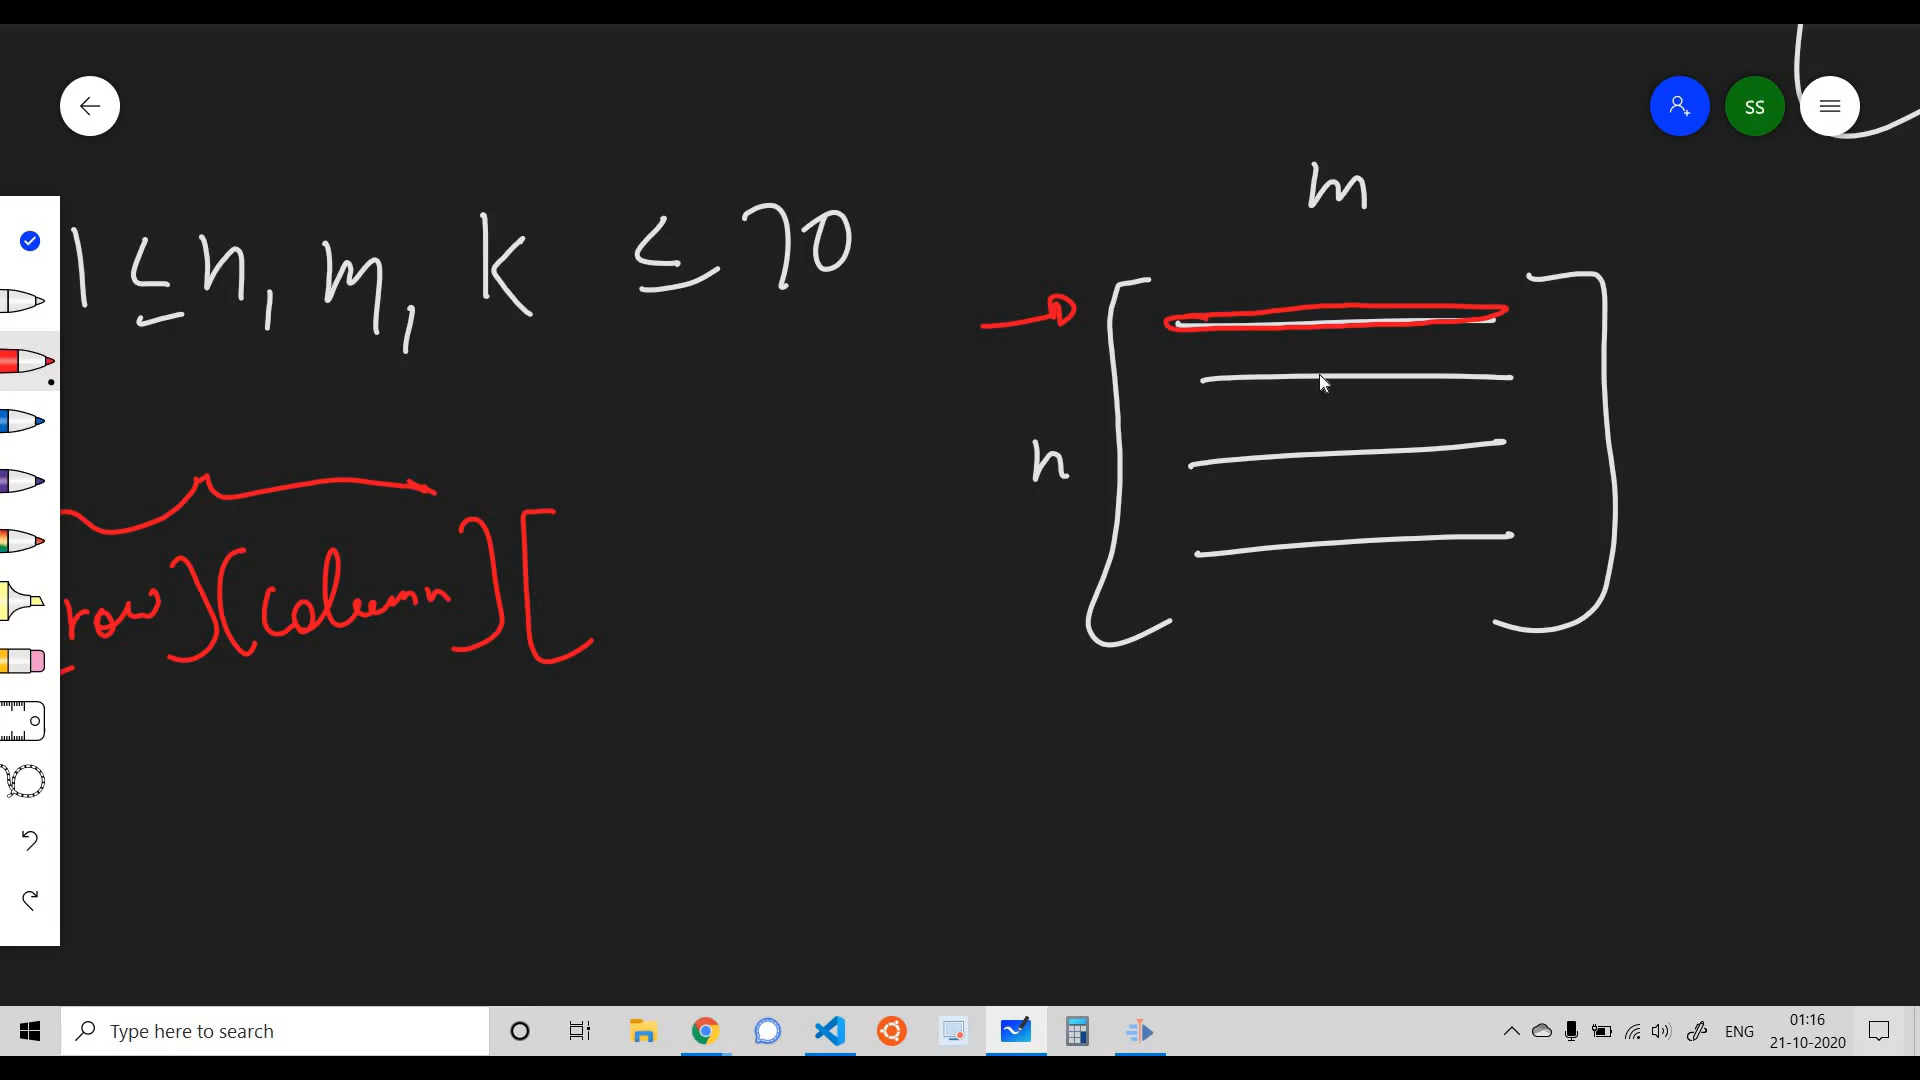 SS
m
1 ≤ n, m, k ≤ 70
n
row][column][
Type here to search
ENG
01:16
21-10-2020